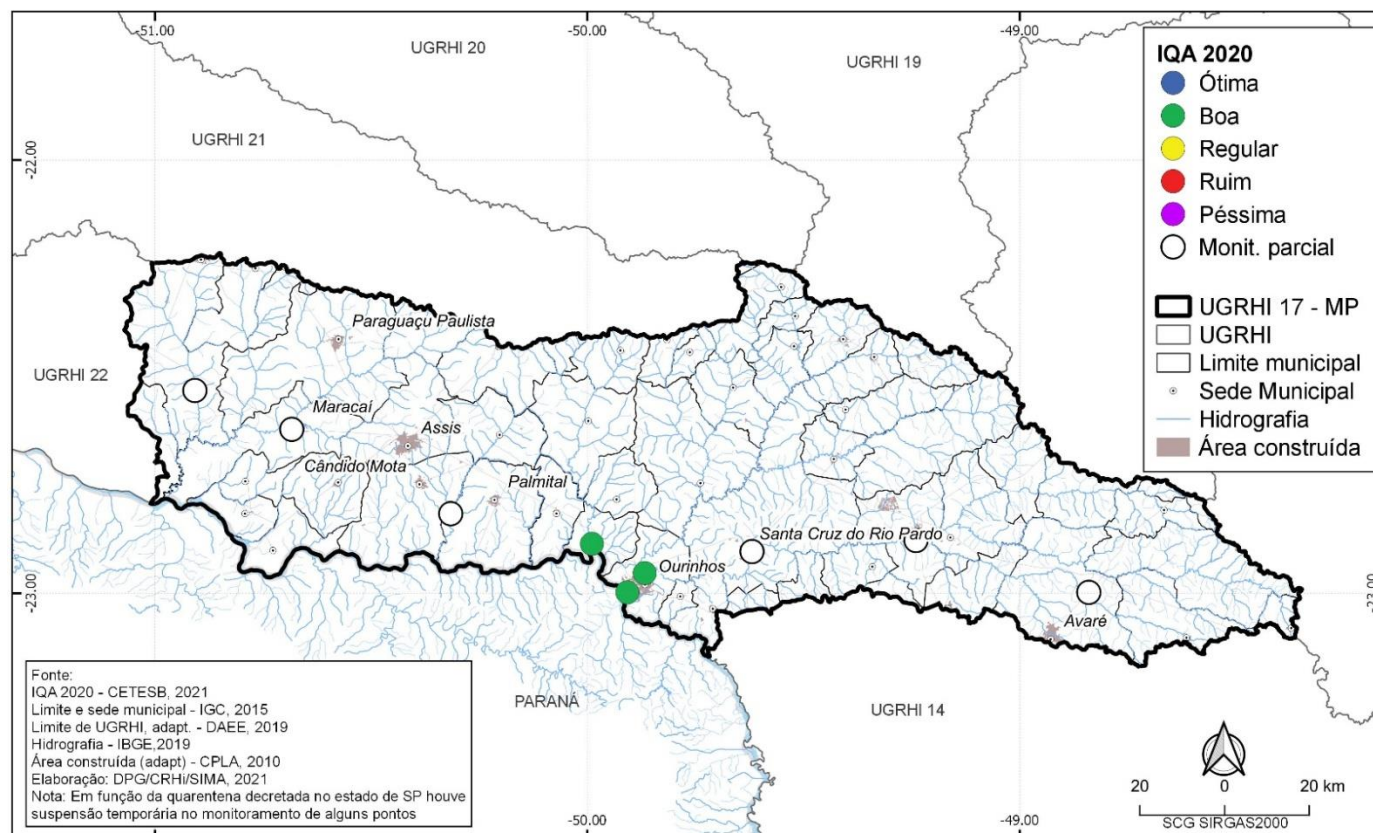 -51.00
-50.00
-49.00
UGRHI 20
UGRHI 19
UGRHI 21
-22.00
UGRHI 22
Paraguaçu Paulista
Maracaí
Assis
Cândido Mota
Palmital
Santa Cruz do Rio Pardo
Ourinhos
Avaré
-23.00
-23.00
PARANÁ
UGRHI 14
IQA 2020
Ótima
Boa
Regular
Ruim
Péssima
Monit. parcial
UGRHI 17 - MP
UGRHI
Limite municipal
Sede Municipal
Hidrografia
Área construída
Fonte:
IQA 2020 - CETESB, 2021
Limite e sede municipal - IGC, 2015
Limite de UGRHI, adapt. - DAEE, 2019
Hidrografia - IBGE,2019
Área construída (adapt) - CPLA, 2010
Elaboração: DPG/CRHi/SIMA, 2021
Nota: Em função da quarentena decretada no estado de SP houve
suspensão temporária no monitoramento de alguns pontos
20 0 20 km
SCG SIRGAS2000
-50.00
-49.00